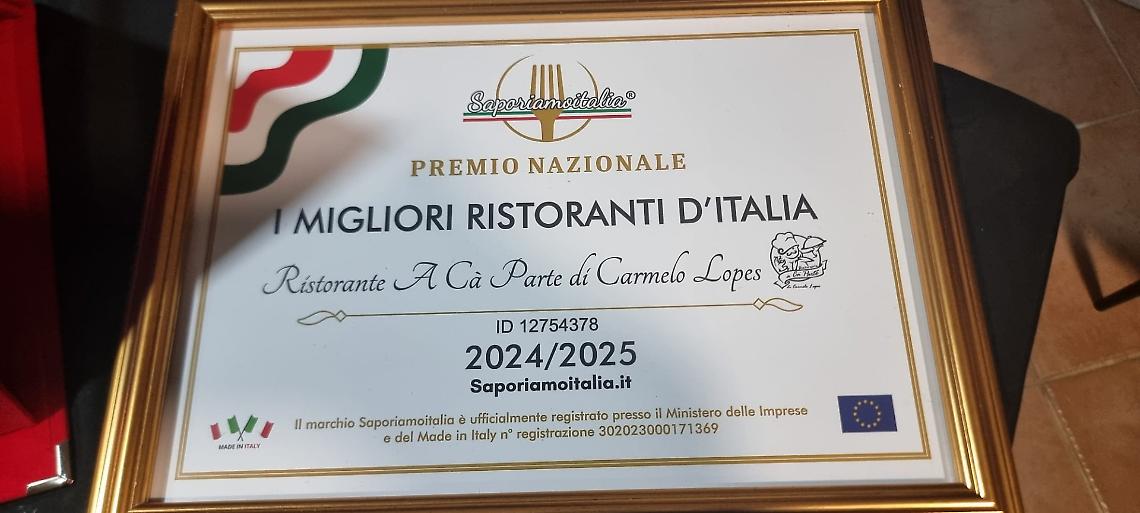 Saporiamoitalia®
PREMIO NAZIONALE
I MIGLIORI RISTORANTI D'ITALIA
Ristorante A Cà Parte di Carmelo Lopes
ID 12754378
2024/2025
Saporiamoitalia.it
Il marchio Saporiamoitalia è ufficialmente registrato presso il Ministero delle Imprese
e del Made in Italy n° registrazione 302023000171369
MADE IN ITALY